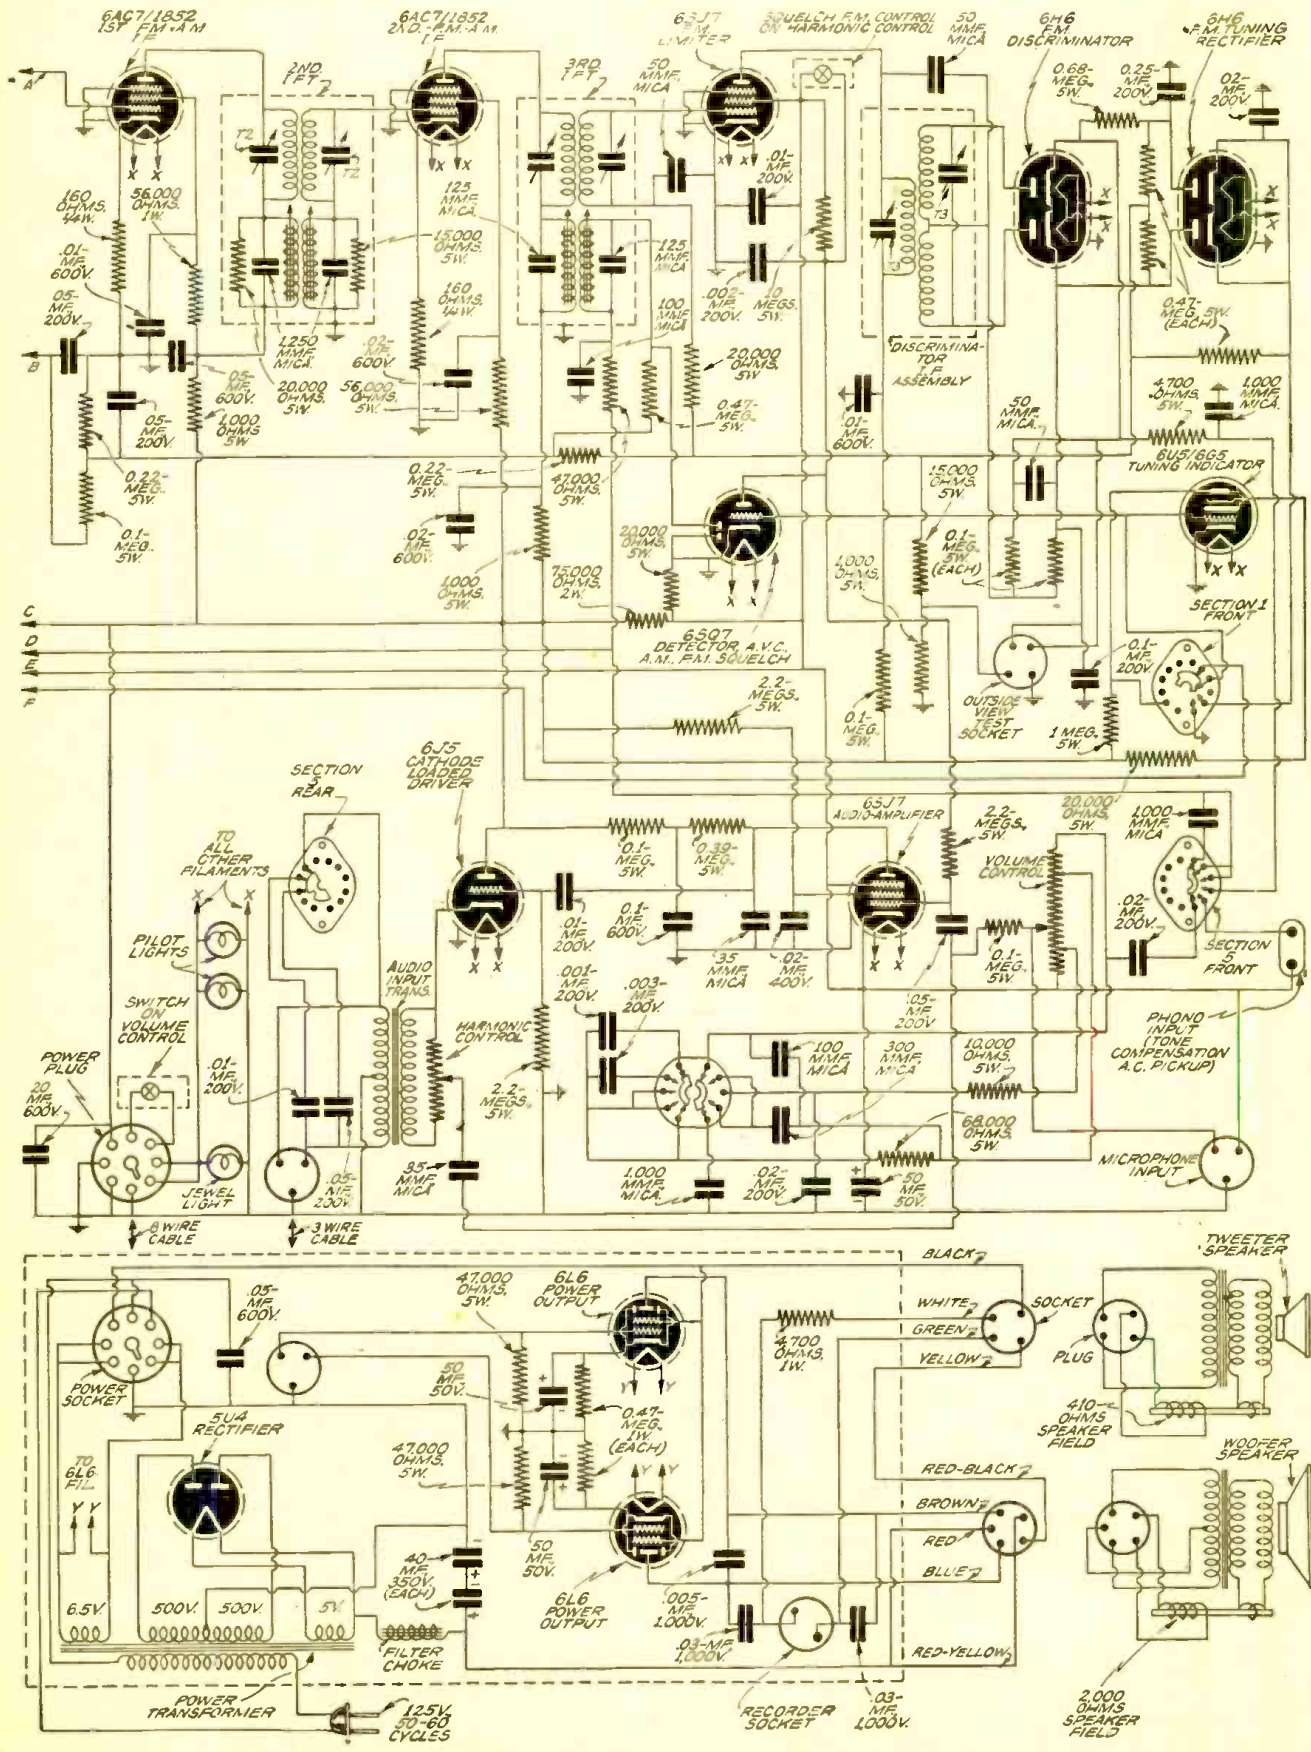 6AC7/1852
1ST FM-AM
I F
6AC7/1852
2ND.-F.M.-A.M.
I.F.
6SJ7
F.M.
LIMITER
SQUELCH F.M. CONTROL
ON HARMONIC CONTROL
50
MMF.
MICA
6H6
F.M.
DISCRIMINATOR
6H6
F.M. TUNING
RECTIFIER
A
2ND
I FT
3RD
I.F.T.
50
MMF.
MICA
0.68-
MEG.
.5W.
0.25-
MF.
200V.
.02-
MF.
200V.
T2
T2
X X
X X
X X
.01-
MF.
200V.
160
OHMS,
1/4W.
56,000
OHMS,
1W.
125
MMF.
MICA
15,000
OHMS,
.5W.
.01-
MF.
600V.
.05-
MF.
200V.
160
OHMS,
1/4W.
125
MMF.
MICA
100
MMF.
MICA
.002-
MF.
200V.
10
MEGS.
.5W.
T3
X
X
X
X
0.47-
MEG. .5W.
(EACH)
B
1,250
MMF.
MICA
20,000
OHMS,
.5W.
.02-
MF.
600V.
56,000
OHMS,
.5W.
.05-
MF.
600V.
1,000
OHMS
.5W
.05-
MF.
200V.
20,000
OHMS,
.5W
0.47-
MEG.
.5W.
DISCRIMINA-
TOR
I.F.
ASSEMBLY
.01-
MF.
600V.
50
MMF.
MICA.
4,700
OHMS,
.5W.
1,000
MMF.
MICA.
6U5/6G5
TUNING INDICATOR
0.22-
MEG.
.5W.
0.1-
MEG.
.5W.
0.22-
MEG.
.5W.
47,000
OHMS,
.5W.
.02-
MF.
600V.
1,000
OHMS,
.5W.
75,000
OHMS,
2W.
20,000
OHMS,
.5W.
15,000
OHMS,
.5W
0.1-
MEG.
.5W
(EACH)
1,000
OHMS,
.5W.
X X
X X
SECTION 1
FRONT
C
D
E
F
6SQ7
DETECTOR, A.V.C.,
A.M., F.M. SQUELCH
2.2-
MEGS.
.5W.
0.1-
MEG.
.5W.
OUTSIDE
VIEW
TEST
SOCKET
0.1-
MF.
200V.
1 MEG.
.5W.
SECTION
5
REAR
6J5
CATHODE
LOADED
DRIVER
6SJ7
AUDIO-AMPLIFIER
2.2-
MEGS.
.5W.
20,000
OHMS,
.5W.
1,000
MMF.
MICA
TO
ALL
OTHER
FILAMENTS
X X
0.1-
MEG.
.5W.
0.39-
MEG.
.5W.
VOLUME
CONTROL
PILOT
LIGHTS
.01-
MF.
200V.
0.1-
MF.
600V.
35
MMF.
MICA
.02-
MF.
400V.
0.1-
MEG.
.5W.
.02-
MF.
200V.
SECTION
5
FRONT
X X
X X
SWITCH
ON
VOLUME
CONTROL
AUDIO
INPUT
TRANS.
HARMONIC
CONTROL
.001-
MF.
200V.
.003-
MF.
200V.
.05-
MF.
200V
PHONO
INPUT
(TONE
COMPENSATION
A.C. PICKUP)
POWER
PLUG
20
MF.
600V.
.01-
MF.
200V.
2.2-
MEGS.
.5W.
100
MMF.
MICA
300
MMF.
MICA
10,000
OHMS,
.5W.
68,000
OHMS,
.5W.
JEWEL
LIGHT
.05-
MF.
200V.
35
MMF.
MICA
1,000
MMF.
MICA.
.02-
MF.
200V.
50
MF.
50V.
MICROPHONE
INPUT
8 WIRE
CABLE
3 WIRE
CABLE
BLACK
TWEETER
SPEAKER
.05-
MF.
600V.
47,000
OHMS,
.5W.
6L6
POWER
OUTPUT
WHITE
GREEN
YELLOW
SOCKET
PLUG
4,700
OHMS,
1W.
POWER
SOCKET
5U4
RECTIFIER
50
MF.
50V.
Y Y
0.47-
MEG.
1W.
(EACH)
410-
OHMS
SPEAKER
FIELD
TO
6L6
FIL.
Y Y
47,000
OHMS,
.5W.
Y Y
RED-BLACK
WOOFER
SPEAKER
BROWN
RED
BLUE
40
MF.
350V.
(EACH)
50
MF.
50V.
6L6
POWER
OUTPUT
.005-
MF.
1,000V.
.03-MF.
1,000V.
6.5V.
500V.
500V.
5V.
FILTER
CHOKE
RED-YELLOW
POWER
TRANSFORMER
125V.
50-60
CYCLES
RECORDER
SOCKET
.03-
MF.
1,000V.
2,000
OHMS
SPEAKER
FIELD